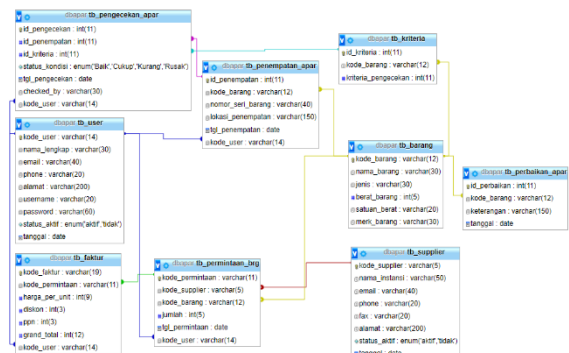 dbapar tb_pengecekan_apar
id_pengecekan : int(11)
id_penempatan : int(11)
id_kriteria : int(11)
status_kondisi : enum('Baik','Cukup','Kurang','Rusak')
tgl_pengecekan : date
checked_by : varchar(30)
kode_user : varchar(14)
dbapar tb_user
kode_user : varchar(14)
nama_lengkap : varchar(30)
email : varchar(40)
phone : varchar(20)
alamat : varchar(200)
username : varchar(20)
password : varchar(60)
status_aktif : enum('aktif','tidak')
tanggal : date
dbapar tb_faktur
kode_faktur : varchar(19)
kode_permintaan : varchar(11)
harga_per_unit : int(9)
diskon : int(3)
ppn : int(3)
grand_total : int(12)
kode_user : varchar(14)
dbapar tb_penempatan_apar
id_penempatan : int(11)
kode_barang : varchar(12)
nomor_seri_barang : varchar(40)
lokasi_penempatan : varchar(150)
tgl_penempatan : date
kode_user : varchar(14)
dbapar tb_permintaan_brg
kode_permintaan : varchar(11)
kode_supplier : varchar(5)
kode_barang : varchar(12)
jumlah : int(5)
tgl_permintaan : date
kode_user : varchar(14)
dbapar tb_kriteria
id_kriteria : int(11)
kode_barang : varchar(12)
kriteria_pengecekan : int(11)
dbapar tb_barang
kode_barang : varchar(12)
nama_barang : varchar(30)
jenis : varchar(30)
berat_barang : int(5)
satuan_berat : varchar(20)
merk_barang : varchar(30)
dbapar tb_supplier
kode_supplier : varchar(5)
nama_instansi : varchar(50)
email : varchar(40)
phone : varchar(20)
fax : varchar(20)
alamat : varchar(200)
status_aktif : enum('aktif','tidak')
tanggal : date
dbapar tb_perbaikan_apar
id_perbaikan : int(11)
kode_barang : varchar(12)
keterangan : varchar(150)
tanggal : date